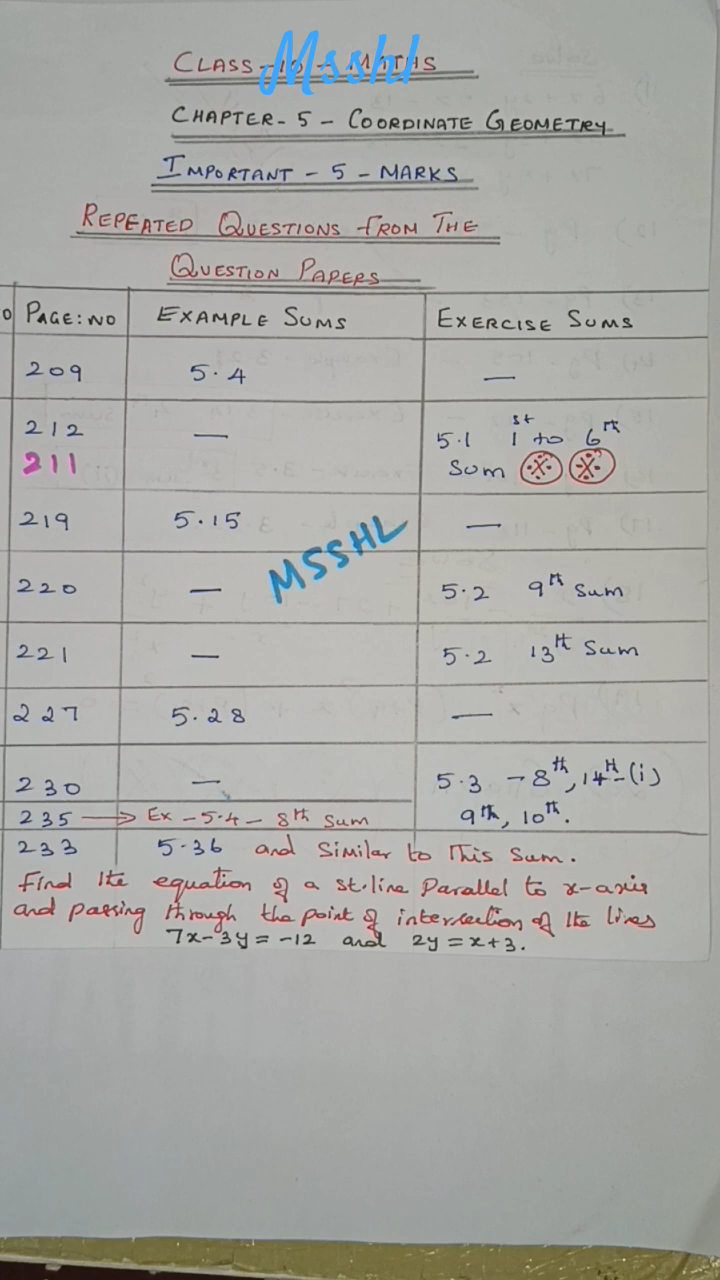 CLASS-10 - MATHS
Msshl
CHAPTER- 5 - COORDINATE GEOMETRY
IMPORTANT - 5 - MARKS
REPEATED QUESTIONS FROM THE
QUESTION PAPERS
O PAGE: NO EXAMPLE SUMS EXERCISE SUMS
209 5.4 —
212 — 5.1 1st to 6th
211 Sum
219 5.15 —
MSSHL
220 — 5.2 9th Sum
221 — 5.2 13th Sum
227 5.28 —
230 — 5.3 - 8th, 14th-(i)
9th, 10th.
235 → Ex - 5.4 - 8th Sum
233 5.36 and Similar to This Sum.
Find the equation of a st.line Parallel to x-axis
and passing through the point of intersection of the lines
7x-3y = -12 and 2y = x+3.